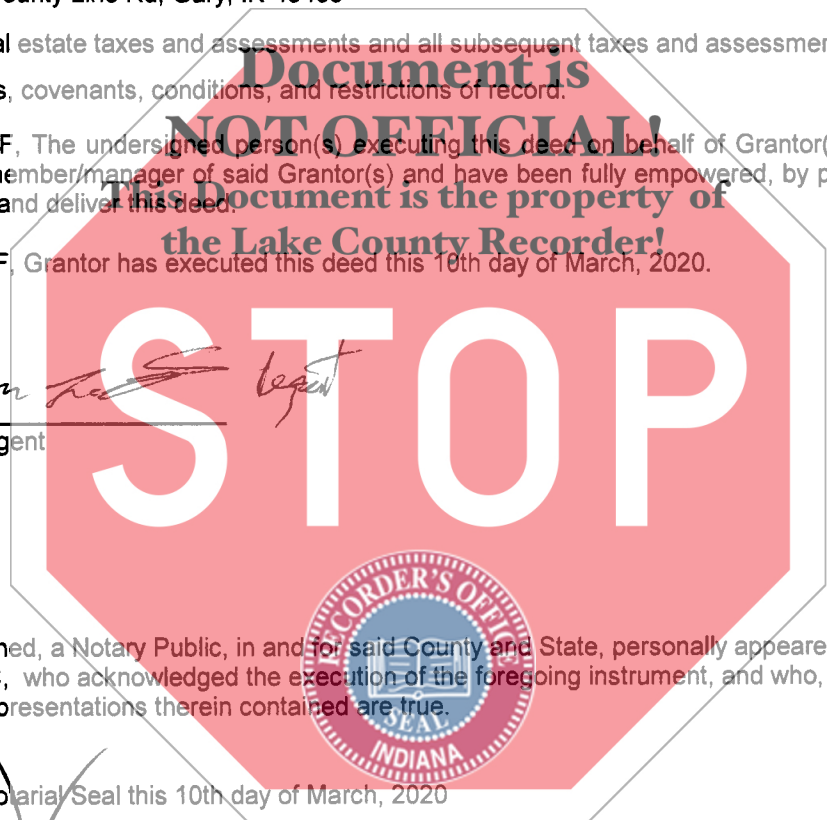 County Line Rd, Gary, IN
al estate taxes and assessments and all subsequent taxes and assessmen
Document is
s, covenants, conditions, and restrictions of record.
NOT OFFICIAL!
F, The undersigned person(s) executing this deed on behalf of Grantor(
ember/manager of said Grantor(s) and have been fully empowered, by p
This Document is the property of
and deliver this deed.
the Lake County Recorder!
F, Grantor has executed this deed this 10th day of March, 2020.
STOP
gent
RECORDER'S OFFICE
ned, a Notary Public, in and for said County and State, personally appeare
, who acknowledged the execution of the foregoing instrument, and who,
presentations therein contained are true.
SEAL
INDIANA
otarial Seal this 10th day of March, 2020